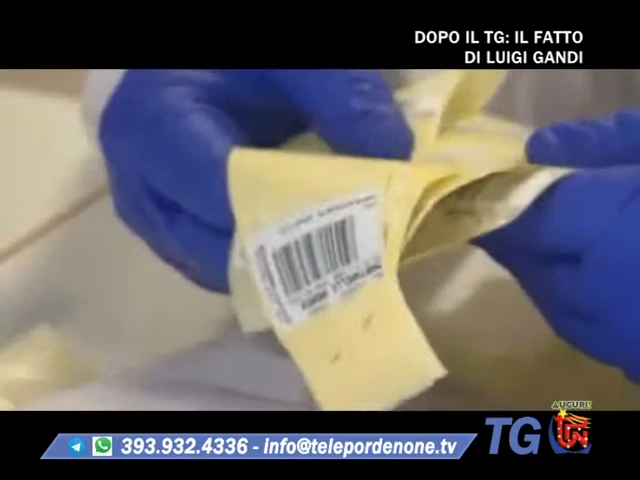 DOPO IL TG: IL FATTO
DI LUIGI GANDI
AUGURI!
393.932.4336 - info@telepordenone.tv
TG